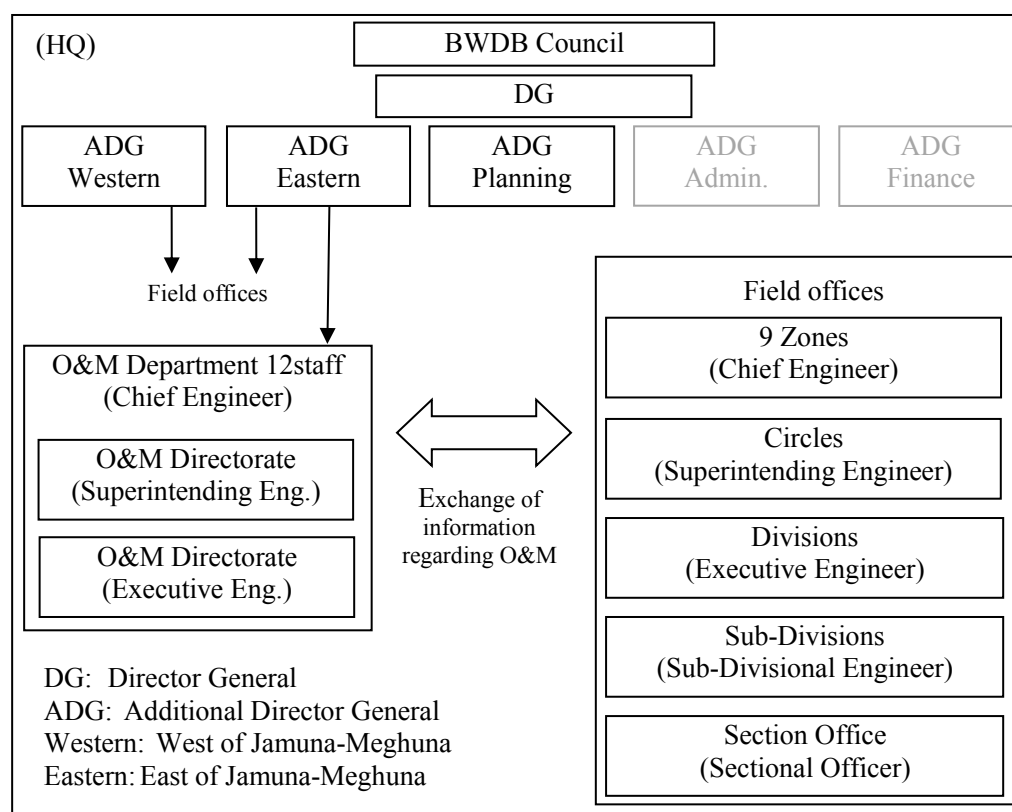 (HQ)
BWDB Council
DG
ADG
Western
ADG
Eastern
ADG
Planning
ADG
Admin.
ADG
Finance
Field offices
O&M Department 12staff
(Chief Engineer)
O&M Directorate
(Superintending Eng.)
O&M Directorate
(Executive Eng.)
Exchange of
information
regarding O&M
Field offices
9 Zones
(Chief Engineer)
Circles
(Superintending Engineer)
Divisions
(Executive Engineer)
Sub-Divisions
(Sub-Divisional Engineer)
Section Office
(Sectional Officer)
DG: Director General
ADG: Additional Director General
Western: West of Jamuna-Meghuna
Eastern: East of Jamuna-Meghuna